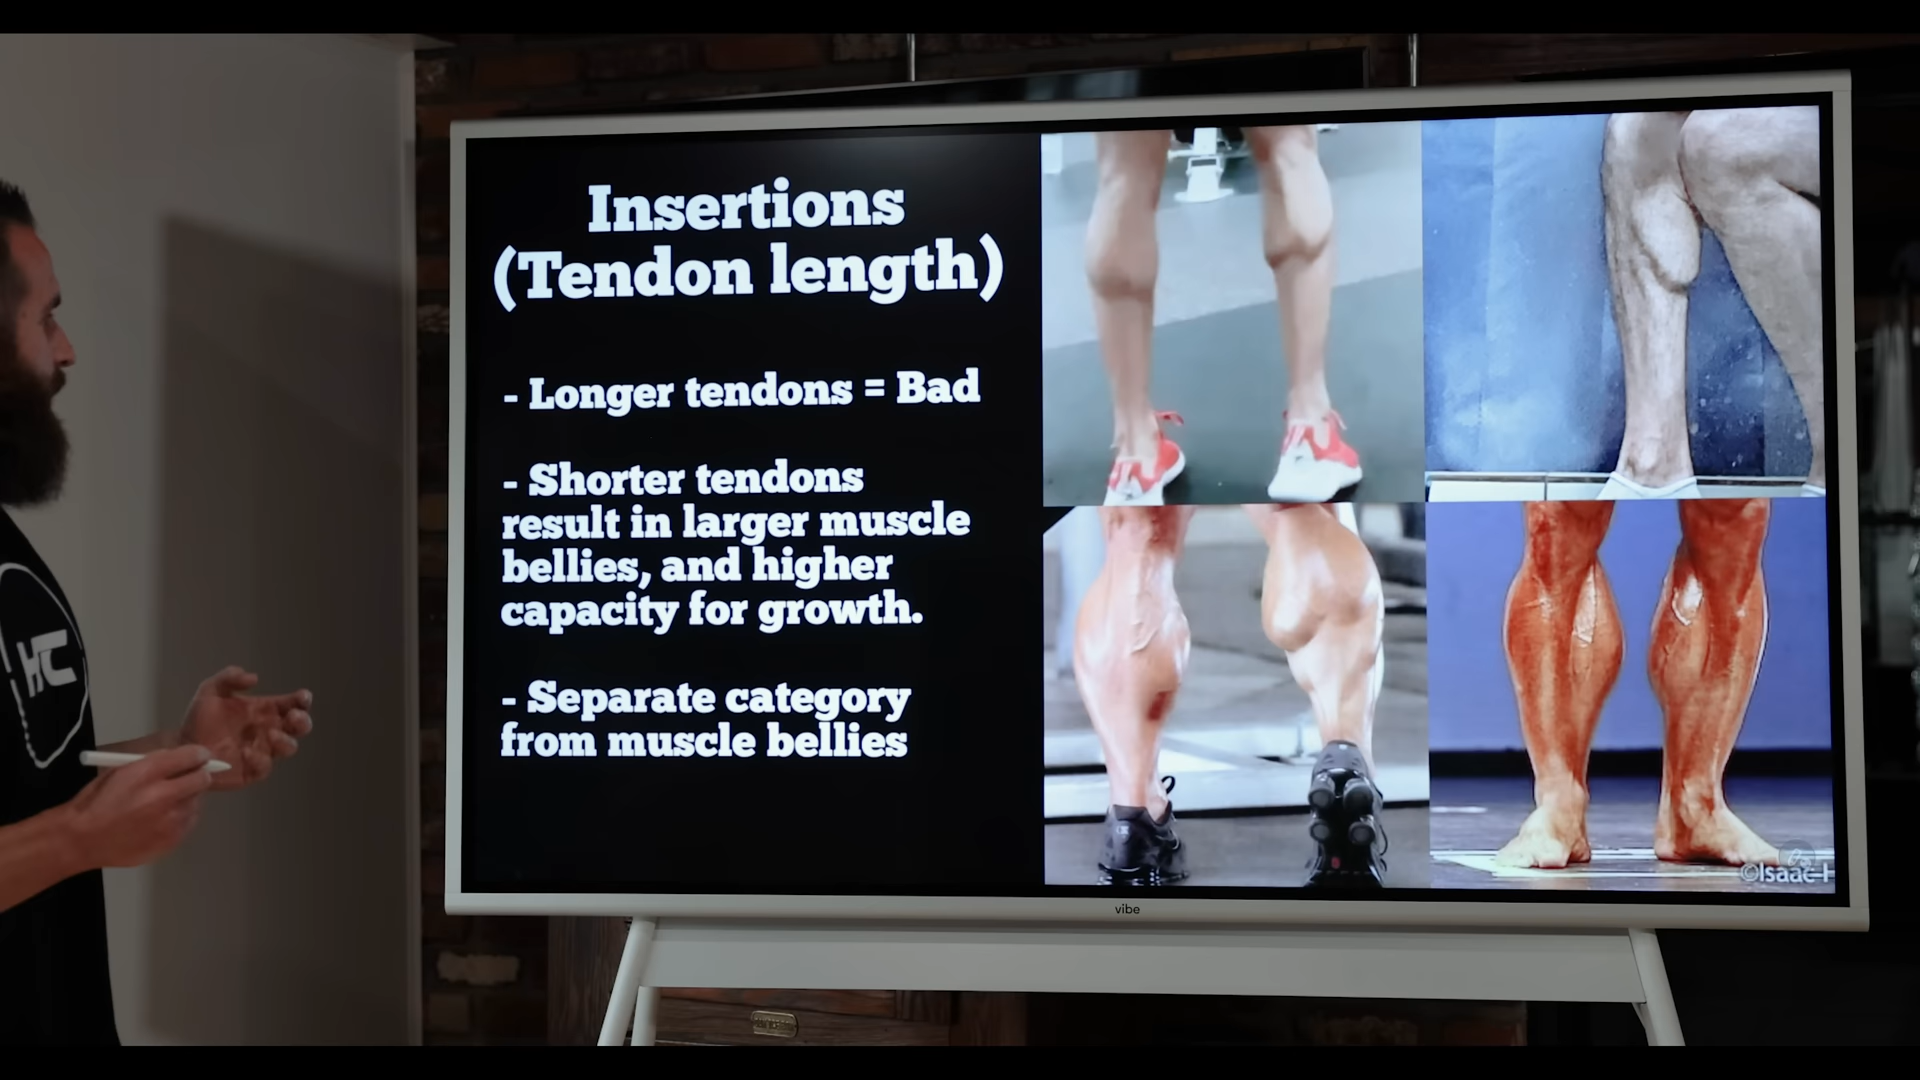 Insertions
(Tendon length)
- Longer tendons = Bad
- Shorter tendons
result in larger muscle
bellies, and higher
capacity for growth.
- Separate category
from muscle bellies
HC
©Isaac
vibe